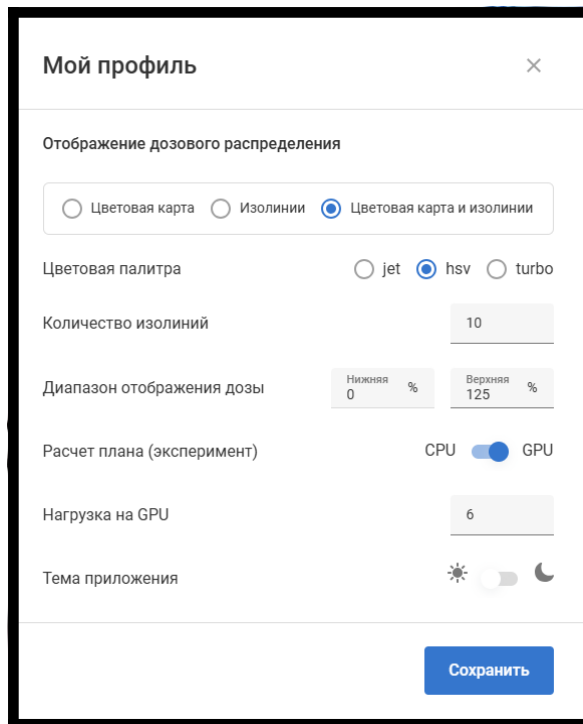 Мой профиль
Отображение дозового распределения
Цветовая карта Изолинии Цветовая карта и изолинии
Цветовая палитра jet hsv turbo
Количество изолиний 10
Диапазон отображения дозы Нижняя 0 % Верхняя 125 %
Расчет плана (эксперимент) CPU GPU
Нагрузка на GPU 6
Тема приложения
Сохранить